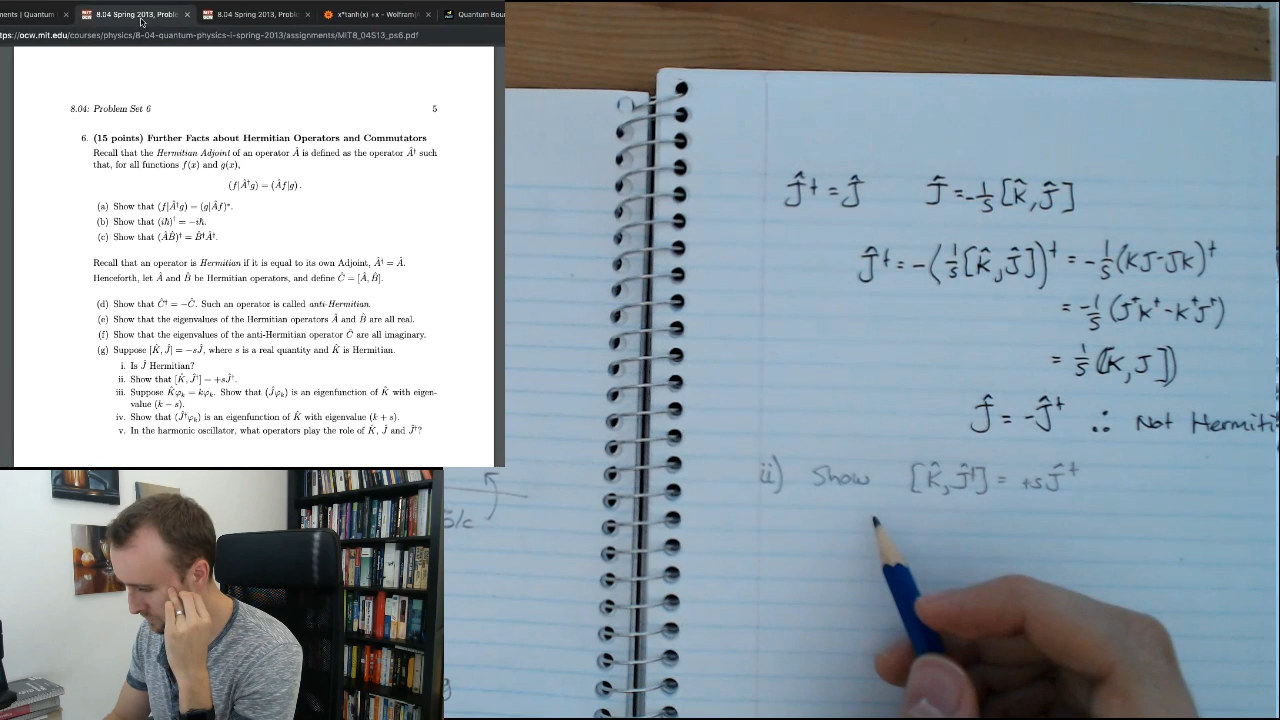 ments | Quantum
8.04 Spring 2013, Proble
8.04 Spring 2013, Proble
x*tanh(x) +x - Wolfram|
Quantum Bou
tps://ocw.mit.edu/courses/physics/8-04-quantum-physics-i-spring-2013/assignments/MIT8_04S13_ps6.pdf
8.04: Problem Set 6
5
6. (15 points) Further Facts about Hermitian Operators and Commutators
Recall that the Hermitian Adjoint of an operator Â is defined as the operator Â† such
that, for all functions f(x) and g(x),
(f|Â†g) = (Âf|g).
(a) Show that (f|Â†g) = (g|Âf)*.
(b) Show that (iħ)† = -iħ.
(c) Show that (ÂB̂)† = B̂†Â†.
Recall that an operator is Hermitian if it is equal to its own Adjoint, Â† = Â.
Henceforth, let Â and B̂ be Hermitian operators, and define Ĉ = [Â, B̂].
(d) Show that Ĉ† = -Ĉ. Such an operator is called anti-Hermitian.
(e) Show that the eigenvalues of the Hermitian operators Â and B̂ are all real.
(f) Show that the eigenvalues of the anti-Hermitian operator Ĉ are all imaginary.
(g) Suppose [K̂, Ĵ] = -sĴ, where s is a real quantity and K̂ is Hermitian.
i. Is Ĵ Hermitian?
ii. Show that [K̂, Ĵ†] = +sĴ†.
iii. Suppose K̂φₖ = kφₖ. Show that (Ĵφₖ) is an eigenfunction of K̂ with eigen-
value (k - s).
iv. Show that (Ĵ†φₖ) is an eigenfunction of K̂ with eigenvalue (k + s).
v. In the harmonic oscillator, what operators play the role of K̂, Ĵ and Ĵ†?
Ĵ† = Ĵ Ĵ = -1/s [K̂, Ĵ]
Ĵ† = -(1/s [K̂, Ĵ])† = -1/s (KJ-JK)†
= -1/s (J†K† - K†J†)
= 1/s ([K, J])
Ĵ = -Ĵ† ∴ Not Hermiti
ii) Show [K̂, Ĵ†] = +sĴ†